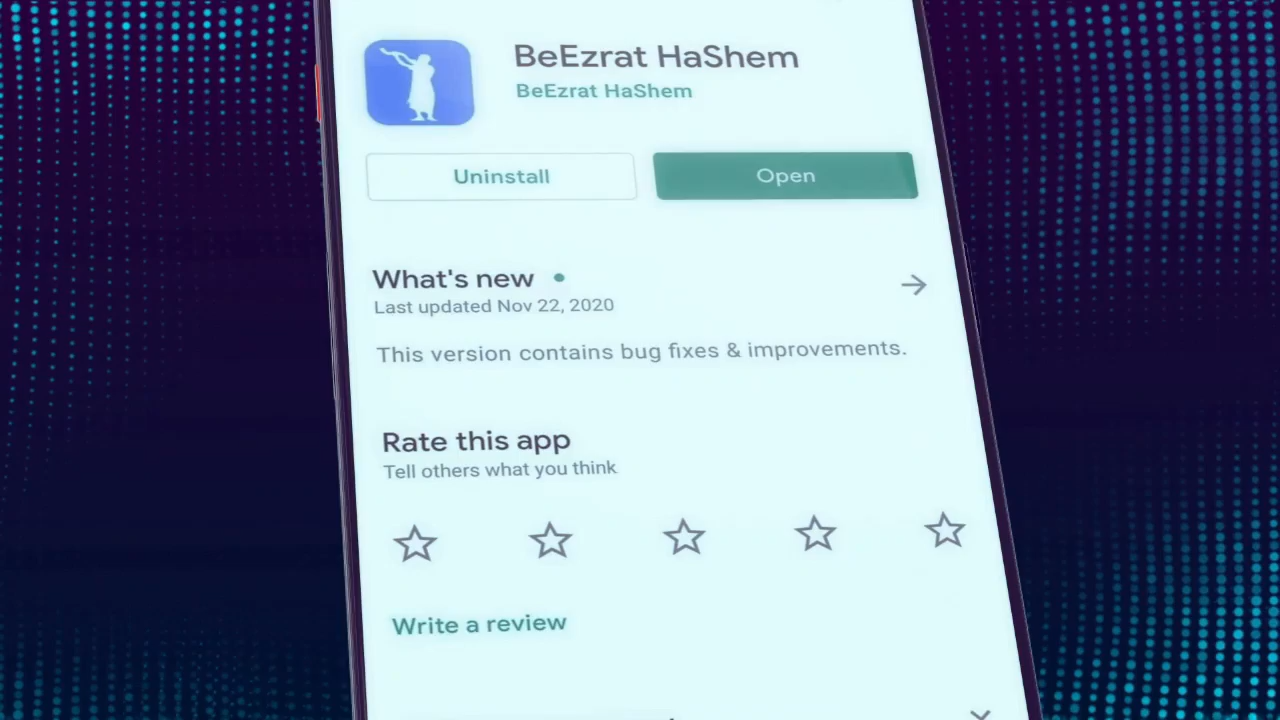 BeEzrat HaShem
BeEzrat HaShem
Uninstall
Open
What's new
Last updated Nov 22, 2020
This version contains bug fixes & improvements.
Rate this app
Tell others what you think
Write a review